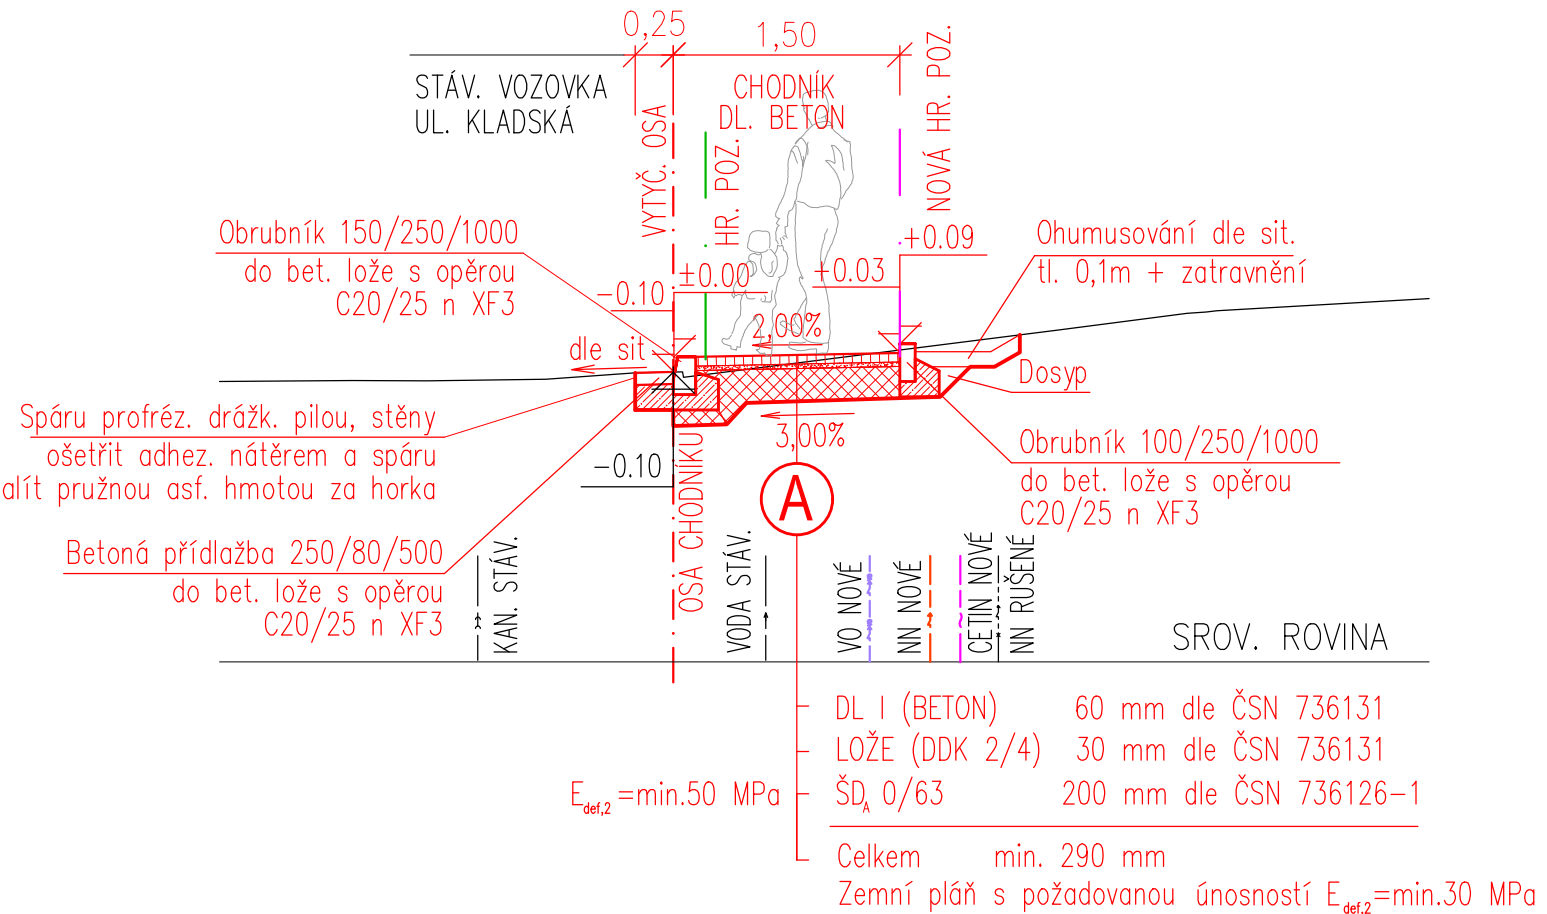 0,25
1,50
STÁV. VOZOVKA
UL. KLADSKÁ
CHODNÍK
DL. BETON
VYTYČ. OSA
HR. POZ.
NOVÁ HR. POZ.
Obrubník 150/250/1000
do bet. lože s opěrou
C20/25 n XF3
-0.10
±0.00
+0.03
+0.09
Ohumusování dle sit.
tl. 0,1m + zatravnění
2,00%
dle sit
Dosyp
Spáru profréz. drážk. pilou, stěny
ošetřit adhez. nátěrem a spáru
alít pružnou asf. hmotou za horka
3,00%
-0.10
OSA CHODNÍKU
A
Obrubník 100/250/1000
do bet. lože s opěrou
C20/25 n XF3
Betoná přídlažba 250/80/500
do bet. lože s opěrou
C20/25 n XF3
KAN. STÁV.
VODA STÁV.
VO NOVÉ
NN NOVÉ
CETIN NOVÉ
NN RUŠENÉ
SROV. ROVINA
DL I (BETON) 60 mm dle ČSN 736131
LOŽE (DDK 2/4) 30 mm dle ČSN 736131
Edef,2=min.50 MPa
ŠDA 0/63 200 mm dle ČSN 736126-1
Celkem min. 290 mm
Zemní pláň s požadovanou únosností Edef,2=min.30 MPa